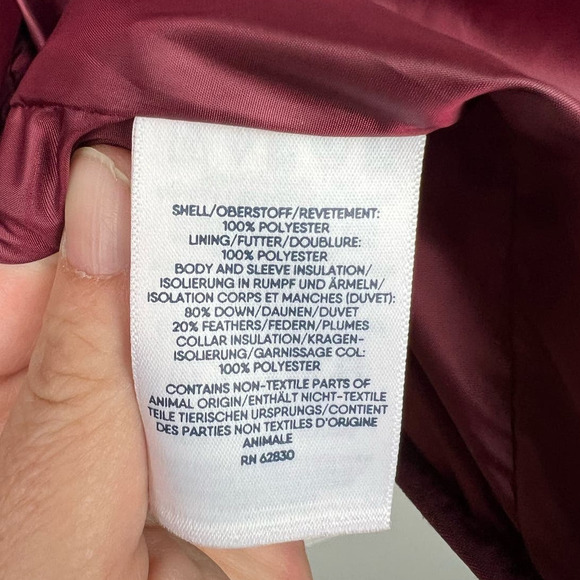 SHELL/OBERSTOFF/REVETEMENT:
100% POLYESTER
LINING/FUTTER/DOUBLURE:
100% POLYESTER
BODY AND SLEEVE INSULATION/
ISOLIERUNG IN RUMPF UND ÄRMELN/
ISOLATION CORPS ET MANCHES (DUVET):
80% DOWN/DAUNEN/DUVET
20% FEATHERS/FEDERN/PLUMES
COLLAR INSULATION/KRAGEN-
ISOLIERUNG/GARNISSAGE COL:
100% POLYESTER
CONTAINS NON-TEXTILE PARTS OF
ANIMAL ORIGIN/ENTHÄLT NICHT-TEXTILE
TEILE TIERISCHEN URSPRUNGS/CONTIENT
DES PARTIES NON TEXTILES D'ORIGINE
ANIMALE
RN 62830